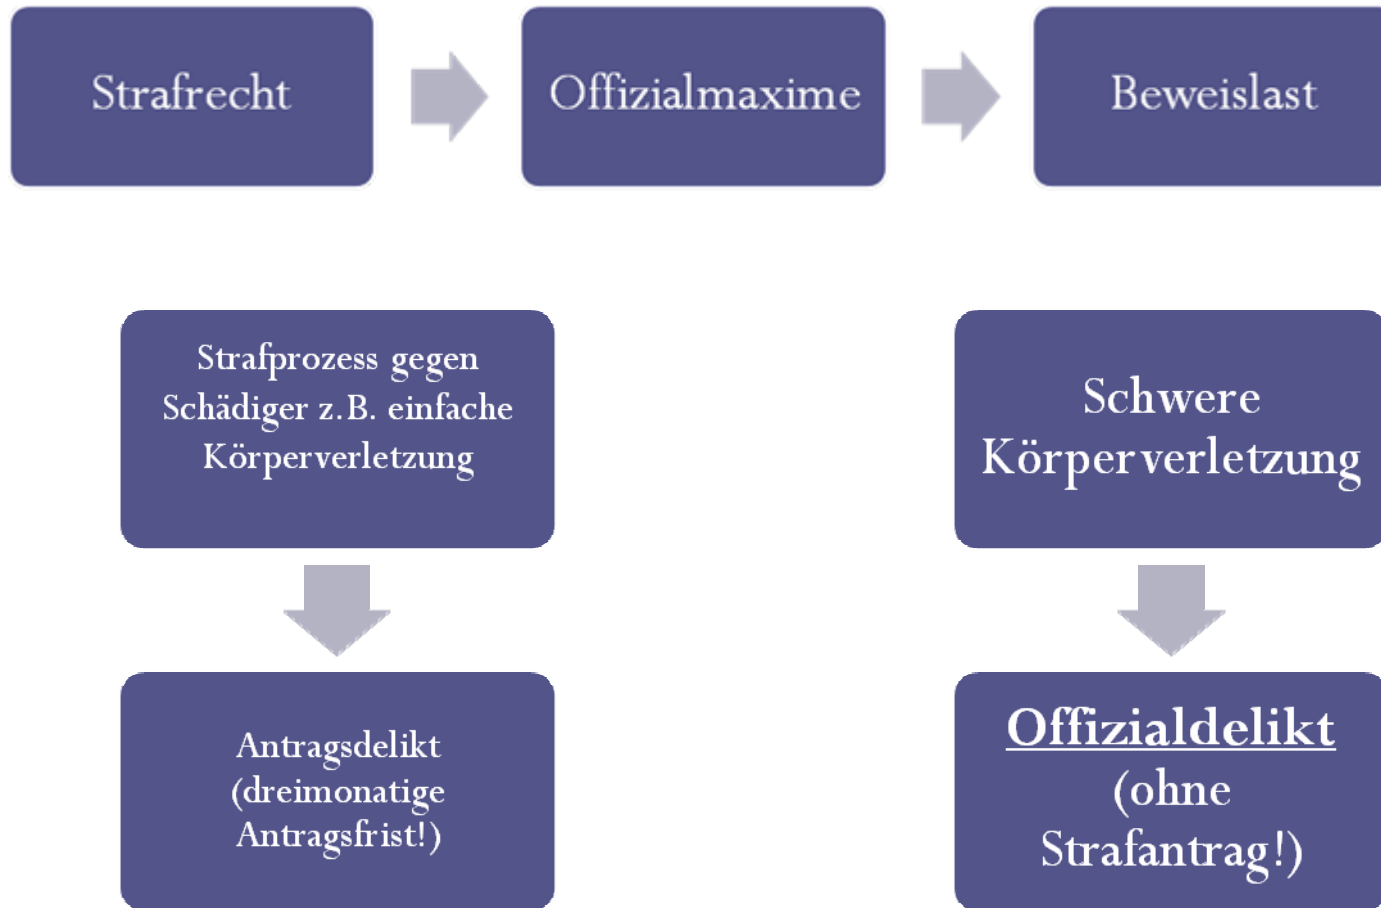 Strafrecht
Offizialmaxime
Beweislast
Strafprozess gegen
Schädiger z.B. einfache
Körperverletzung
Antragsdelikt
(dreimonatige
Antragsfrist!)
Schwere
Körperverletzung
Offizialdelikt
(ohne
Strafantrag!)